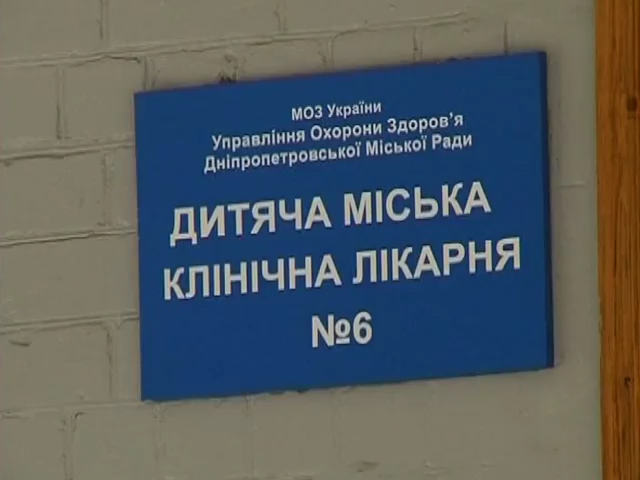 МОЗ України
Управління Охорони Здоров'я
Дніпропетровської Міської Ради
ДИТЯЧА МІСЬКА
КЛІНІЧНА ЛІКАРНЯ
№6